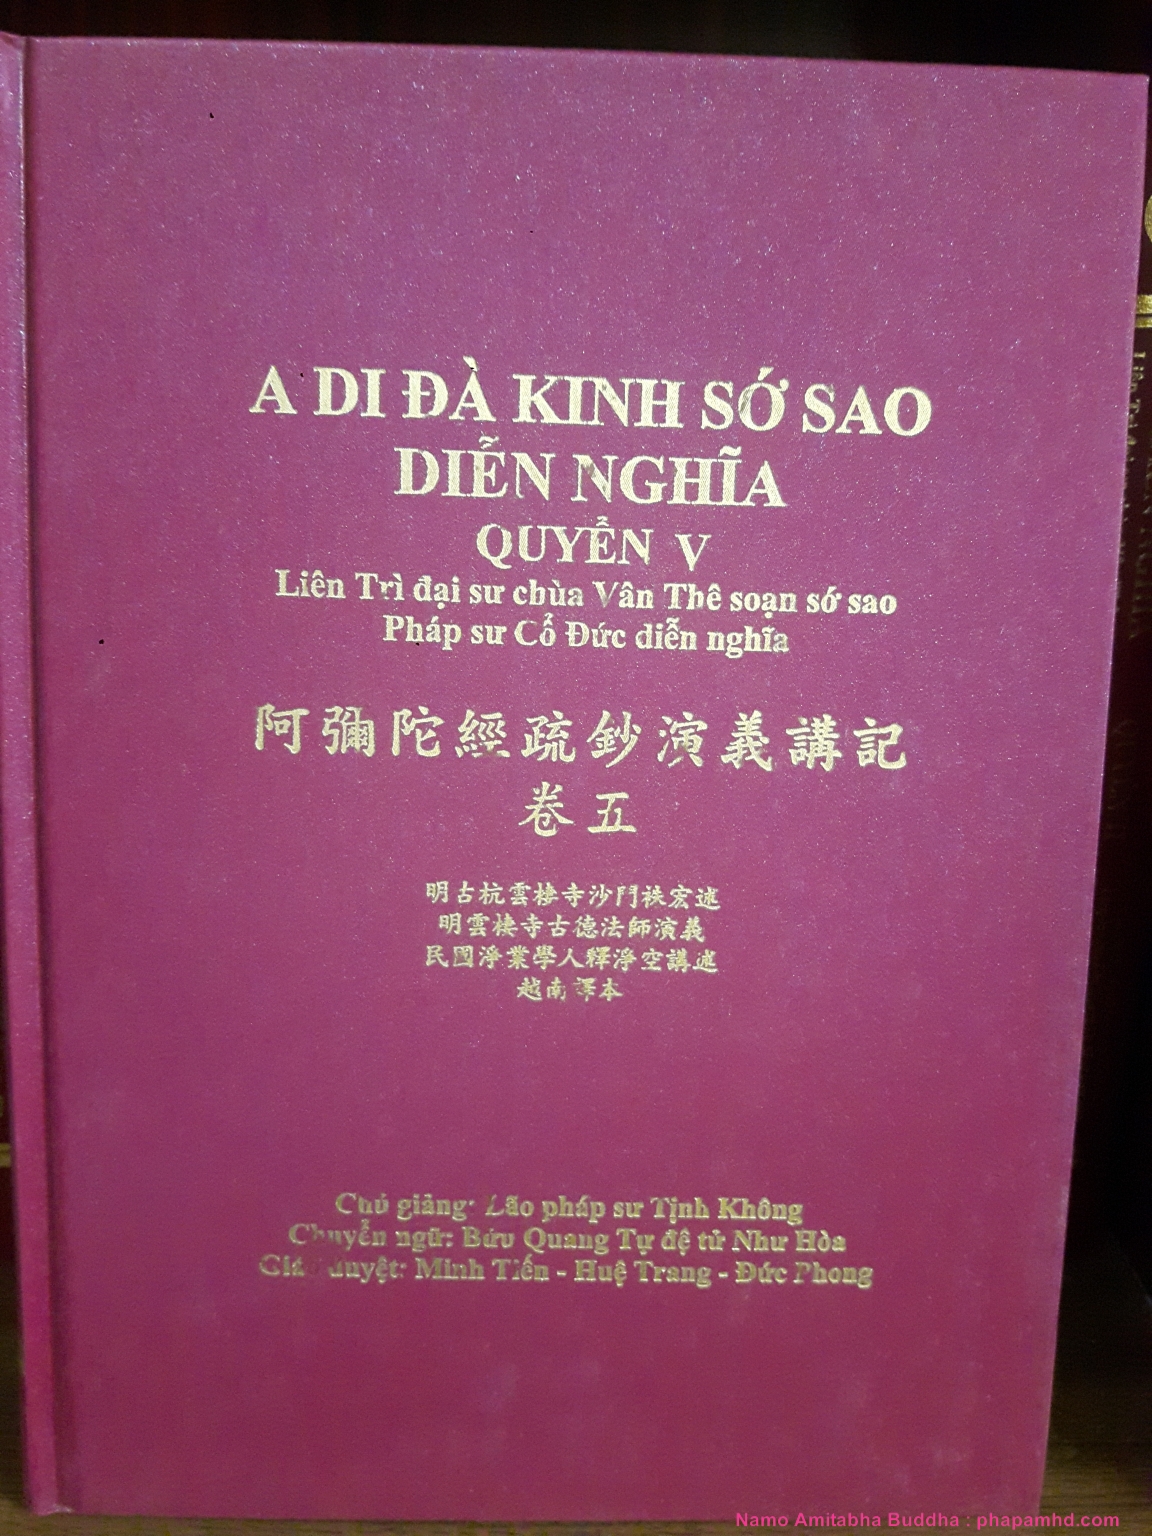 A DI ĐÀ KINH SỚ SAO
DIỄN NGHĨA
QUYỂN V
Liên Trì đại sư chùa Vân Thê soạn sớ sao
Pháp sư Cổ Đức diễn nghĩa
阿彌陀經疏鈔演義講記
卷五
明古杭雲棲寺沙門袾宏述
明雲棲寺古德法師演義
民國淨業學人釋淨空講述
越南譯本
Chủ giảng: Lão pháp sư Tịnh Không
Chuyển ngữ: Bửu Quang Tự đệ tử Như Hòa
Giảo duyệt: Minh Tiến - Huệ Trang - Đức Phong
Namo Amitabha Buddha : phapamhd.com